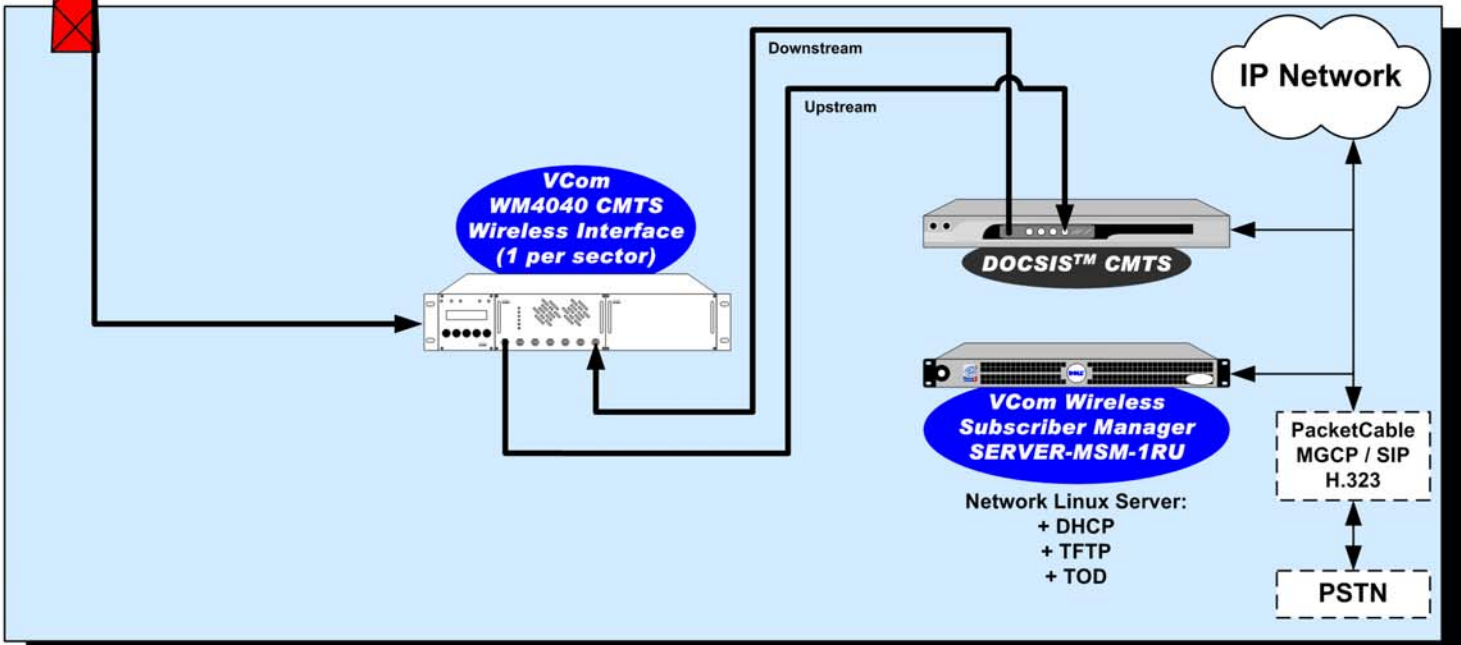 Downstream
Upstream
IP Network
VCom
WM4040 CMTS
Wireless Interface
(1 per sector)
DOCSIS™ CMTS
DELL
VCom Wireless
Subscriber Manager
SERVER-MSM-1RU
Network Linux Server:
+ DHCP
+ TFTP
+ TOD
PacketCable
MGCP / SIP
H.323
PSTN